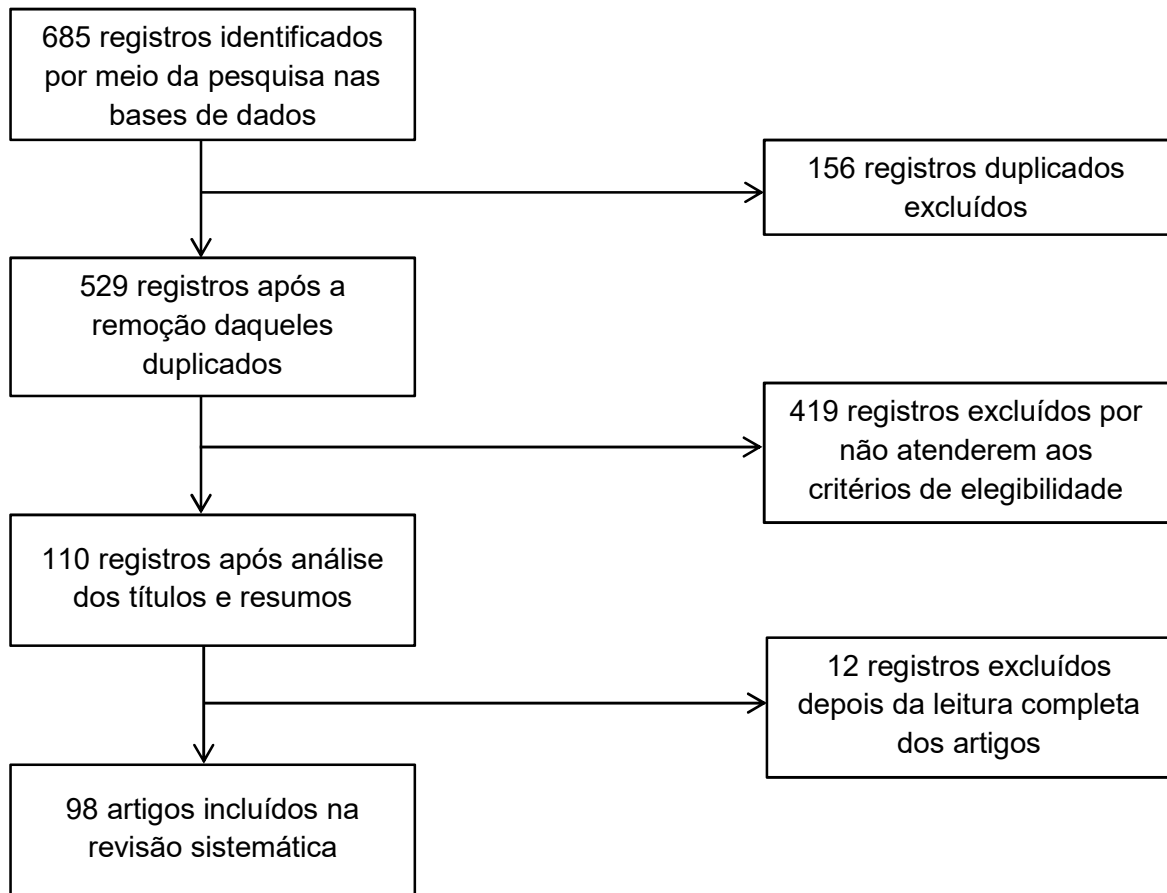 685 registros identificados
por meio da pesquisa nas
bases de dados
156 registros duplicados
excluídos
529 registros após a
remoção daqueles
duplicados
419 registros excluídos por
não atenderem aos
critérios de elegibilidade
110 registros após análise
dos títulos e resumos
12 registros excluídos
depois da leitura completa
dos artigos
98 artigos incluídos na
revisão sistemática